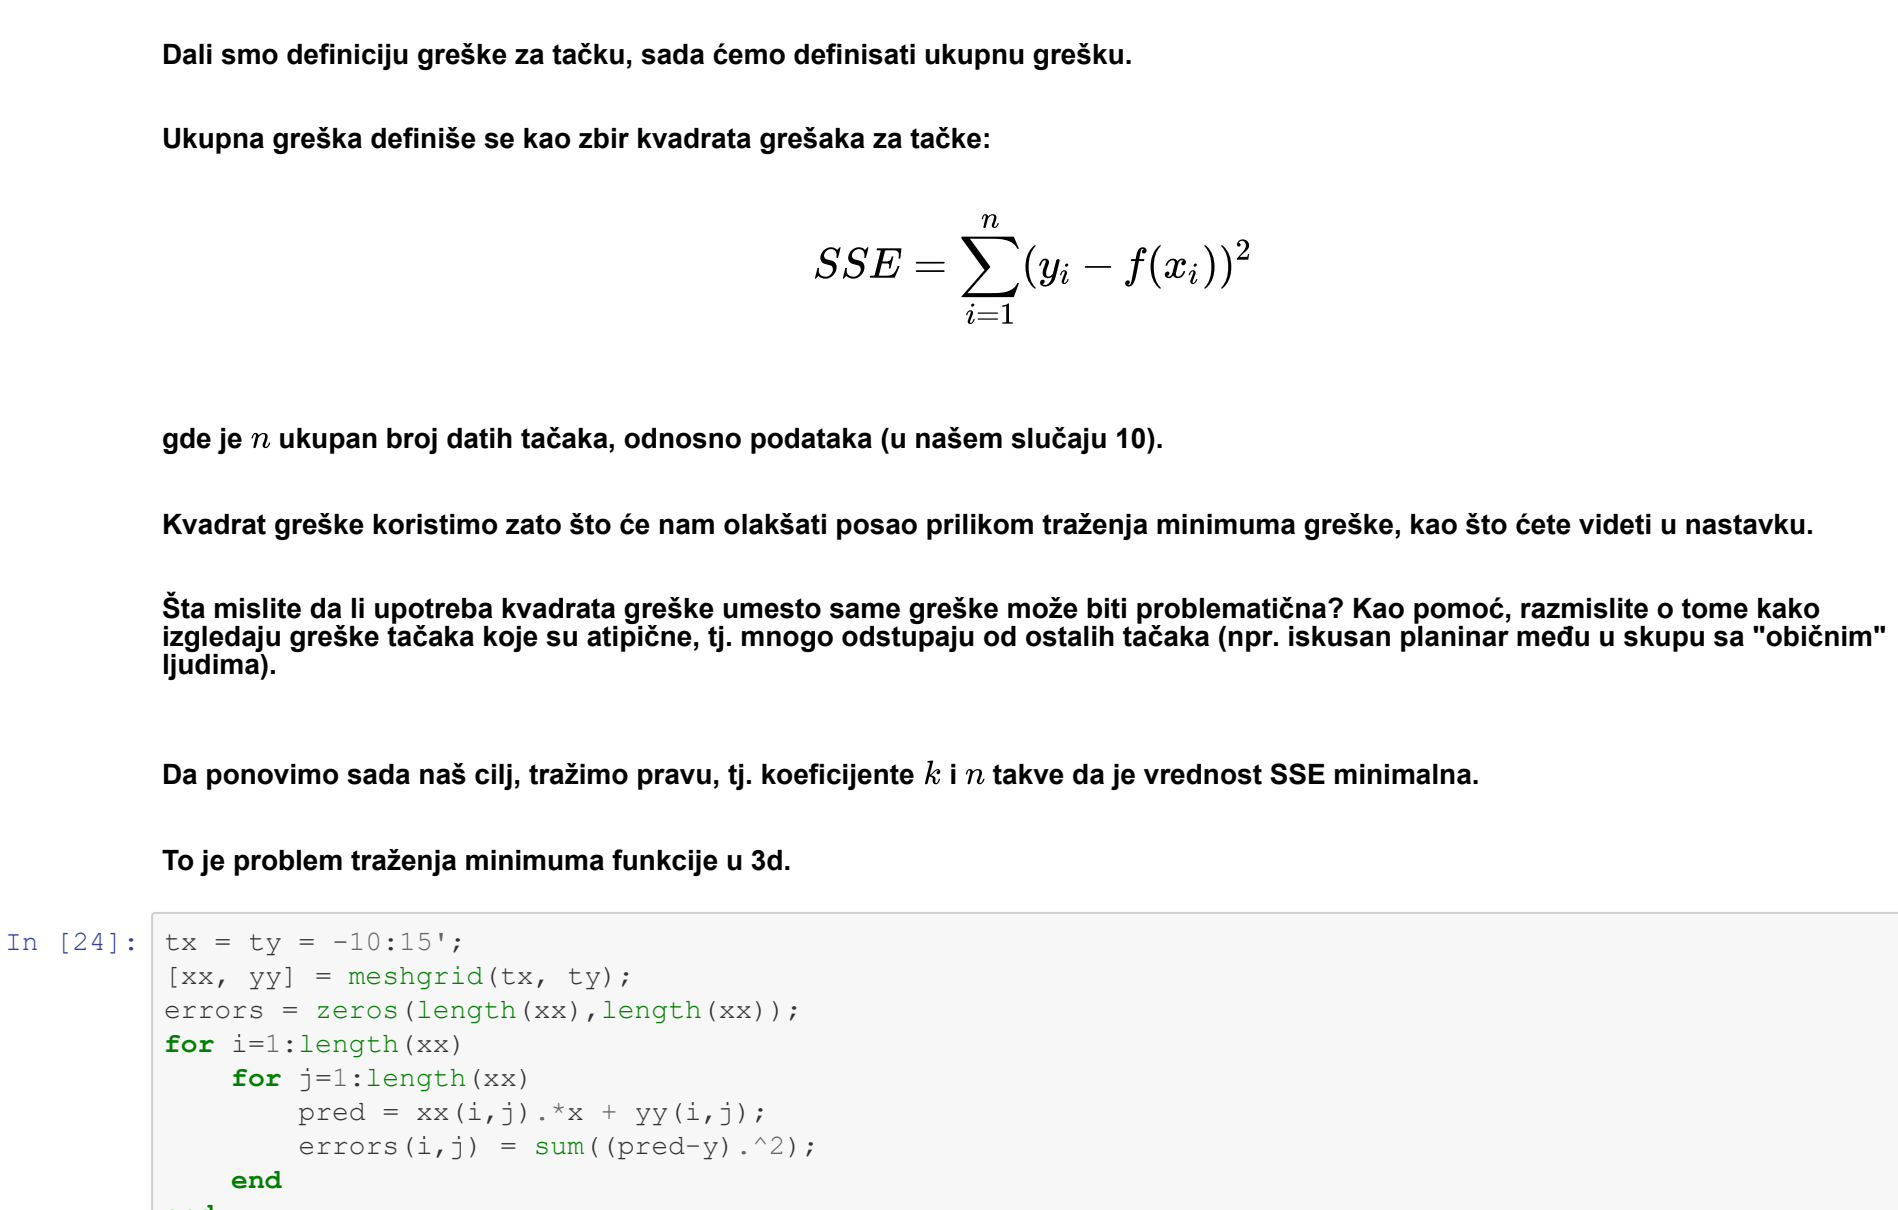 Dali smo definiciju greške za tačku, sada ćemo definisati ukupnu grešku.
Ukupna greška definiše se kao zbir kvadrata grešaka za tačke:
SSE = \sum_{i=1}^{n} (y_i - f(x_i))^2
gde je n ukupan broj datih tačaka, odnosno podataka (u našem slučaju 10).
Kvadrat greške koristimo zato što će nam olakšati posao prilikom traženja minimuma greške, kao što ćete videti u nastavku.
Šta mislite da li upotreba kvadrata greške umesto same greške može biti problematična? Kao pomoć, razmislite o tome kako
izgledaju greške tačaka koje su atipične, tj. mnogo odstupaju od ostalih tačaka (npr. iskusan planinar među u skupu sa "običnim"
ljudima).
Da ponovimo sada naš cilj, tražimo pravu, tj. koeficijente k i n takve da je vrednost SSE minimalna.
To je problem traženja minimuma funkcije u 3d.
In [24]: tx = ty = -10:15';
[xx, yy] = meshgrid(tx, ty);
errors = zeros(length(xx),length(xx));
for i=1:length(xx)
    for j=1:length(xx)
        pred = xx(i,j).*x + yy(i,j);
        errors(i,j) = sum((pred-y).^2);
    end